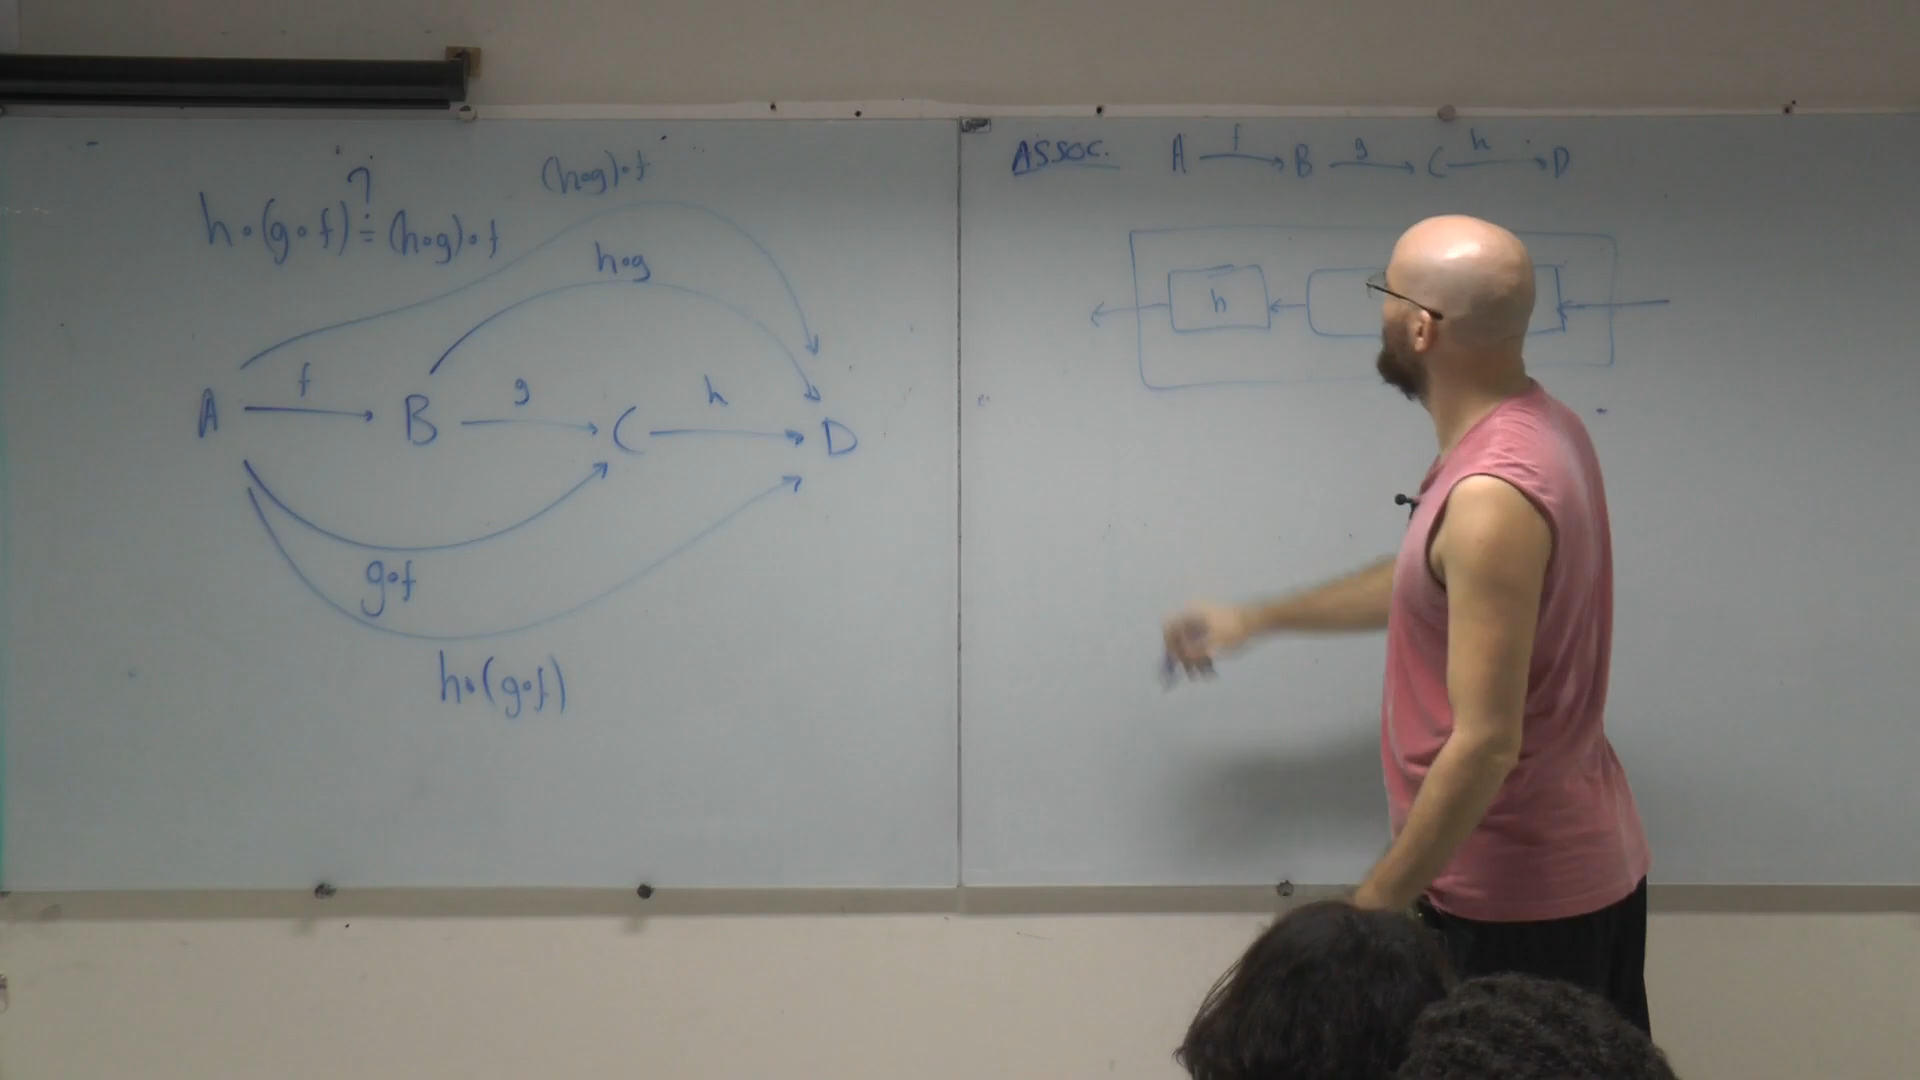 (h∘g)∘f
?
h∘(g∘f) = (h∘g)∘f
h∘g
f
g
h
A
B
C
D
g∘f
h∘(g∘f)
ASSOC. A f B g C h D
h